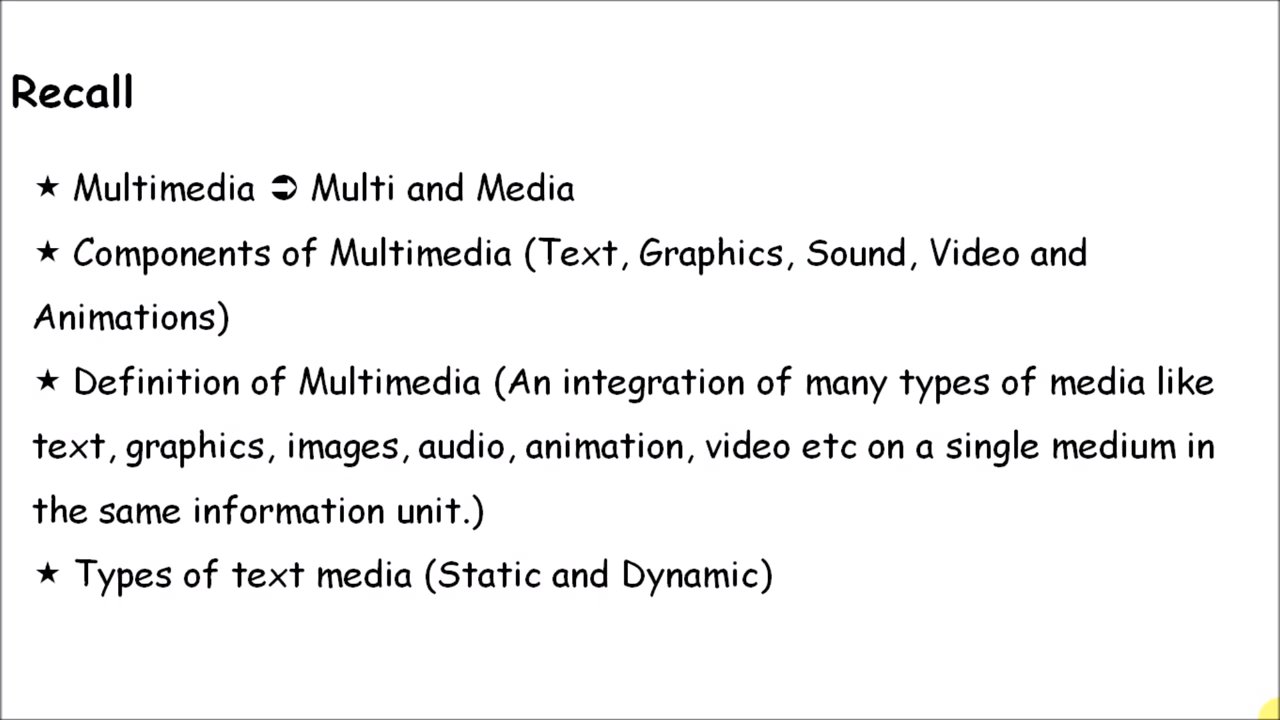 Recall
★ Multimedia ➲ Multi and Media
★ Components of Multimedia (Text, Graphics, Sound, Video and
Animations)
★ Definition of Multimedia (An integration of many types of media like
text, graphics, images, audio, animation, video etc on a single medium in
the same information unit.)
★ Types of text media (Static and Dynamic)